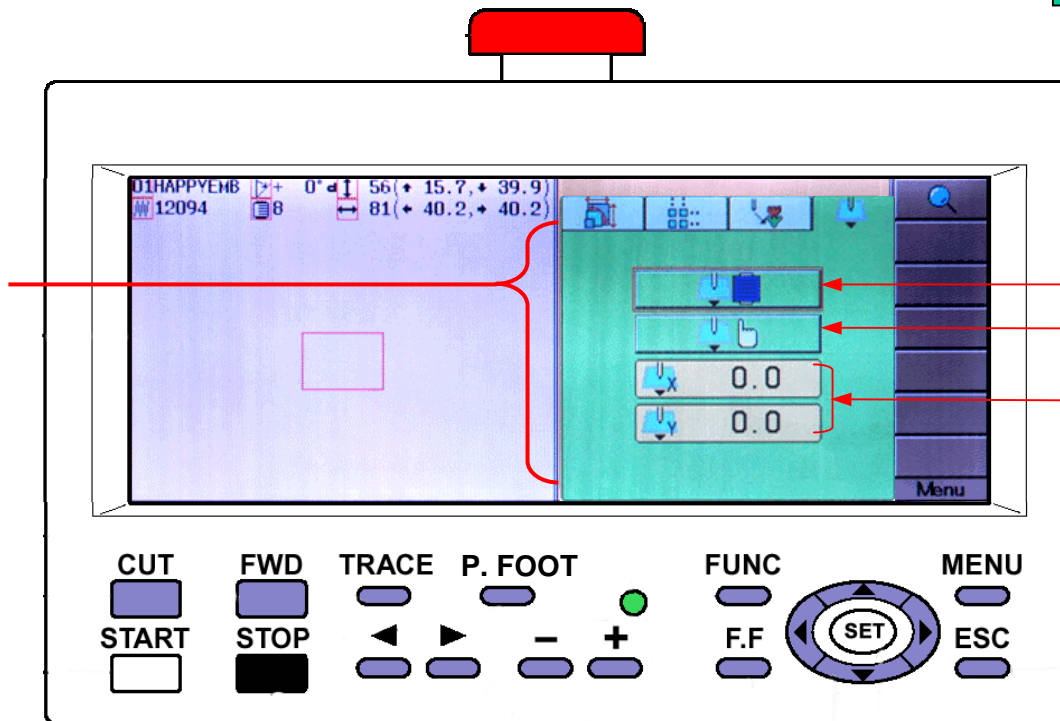 01HAPPYEMB + 0° 56(↑ 15.7,↓ 39.9)
12094 8 ↔ 81(← 40.2,→ 40.2)
X 0.0
Y 0.0
Menu
CUT FWD TRACE P. FOOT FUNC MENU
START STOP ◀ ▶ − + F.F SET ESC